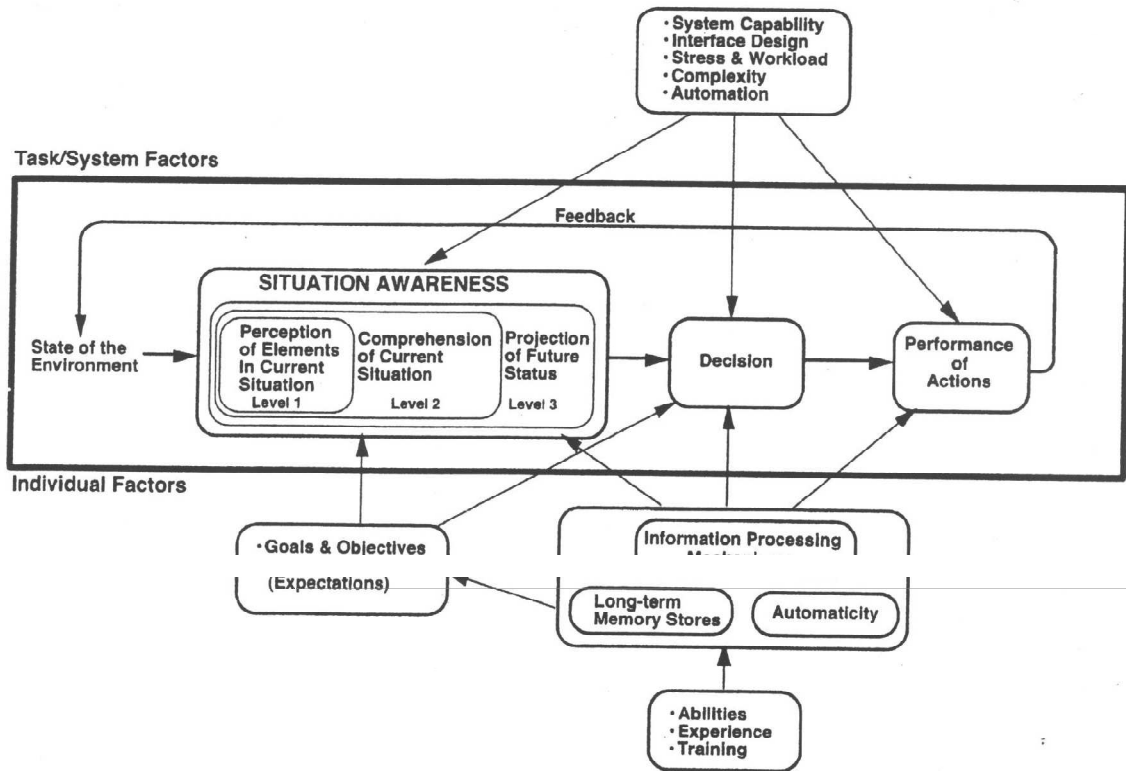 · System Capability
· Interface Design
· Stress & Workload
· Complexity
· Automation
Task/System Factors
Feedback
SITUATION AWARENESS
State of the
Environment
Perception
of Elements
In Current
Situation
Level 1
Comprehension
of Current
Situation
Level 2
Projection
of Future
Status
Level 3
Decision
Performance
of
Actions
Individual Factors
· Goals & Objectives
(Expectations)
Information Processing
Long-term
Memory Stores
Automaticity
· Abilities
· Experience
· Training